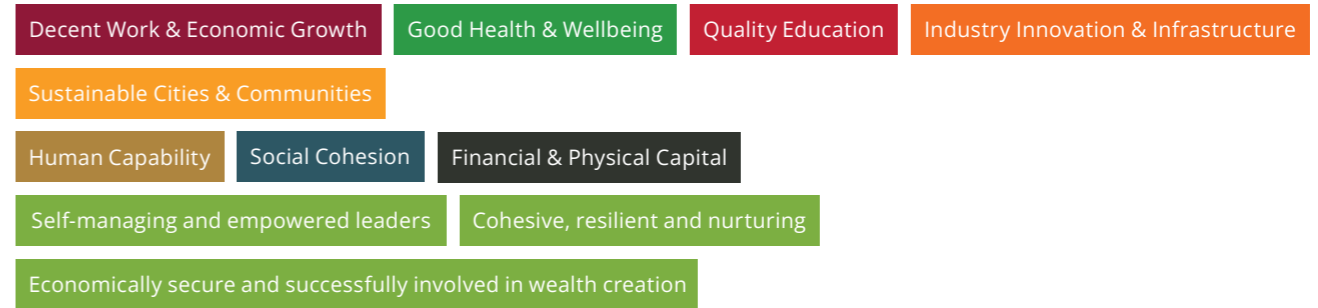 Decent Work & Economic Growth Good Health & Wellbeing Quality Education Industry Innovation & Infrastructure
Sustainable Cities & Communities
Human Capability Social Cohesion Financial & Physical Capital
Self-managing and empowered leaders Cohesive, resilient and nurturing
Economically secure and successfully involved in wealth creation